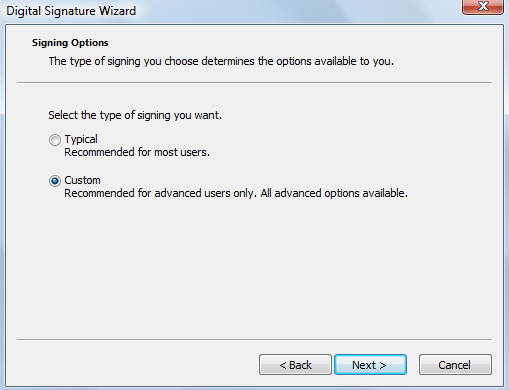 Digital Signature Wizard
Signing Options
The type of signing you choose determines the options available to you.
Select the type of signing you want.
Typical
Recommended for most users.
Custom
Recommended for advanced users only. All advanced options available.
< Back
Next >
Cancel